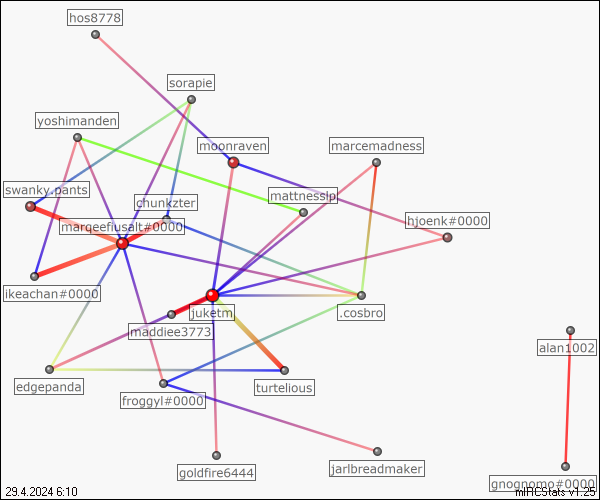 hos8778
sorapie
yoshimanden
moonraven
marcemadness
swanky.pants
chunkzter
mattnesslp
marqeefiusalt#0000
hjoenk#0000
ikeachan#0000
juketm
.cosbro
maddiee3773
alan1002
edgepanda
turtelious
froggyl#0000
goldfire6444
jarlbreadmaker
gnognomo#0000
29.4.2024 6:10
mIRCStats v1.25